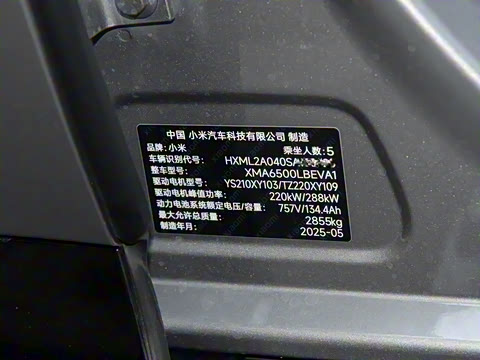 中国 小米汽车科技有限公司 制造
品牌: 小米 乘坐人数: 5
车辆识别代号: HXML2A040SA
整车型号: XMA6500LBEVA1
驱动电机型号: YS210XY103/TZ220XY109
驱动电机峰值功率: 220kW/288kW
动力电池系统额定电压/容量: 757V/134.4Ah
最大允许总质量: 2855kg
制造年月: 2025-05